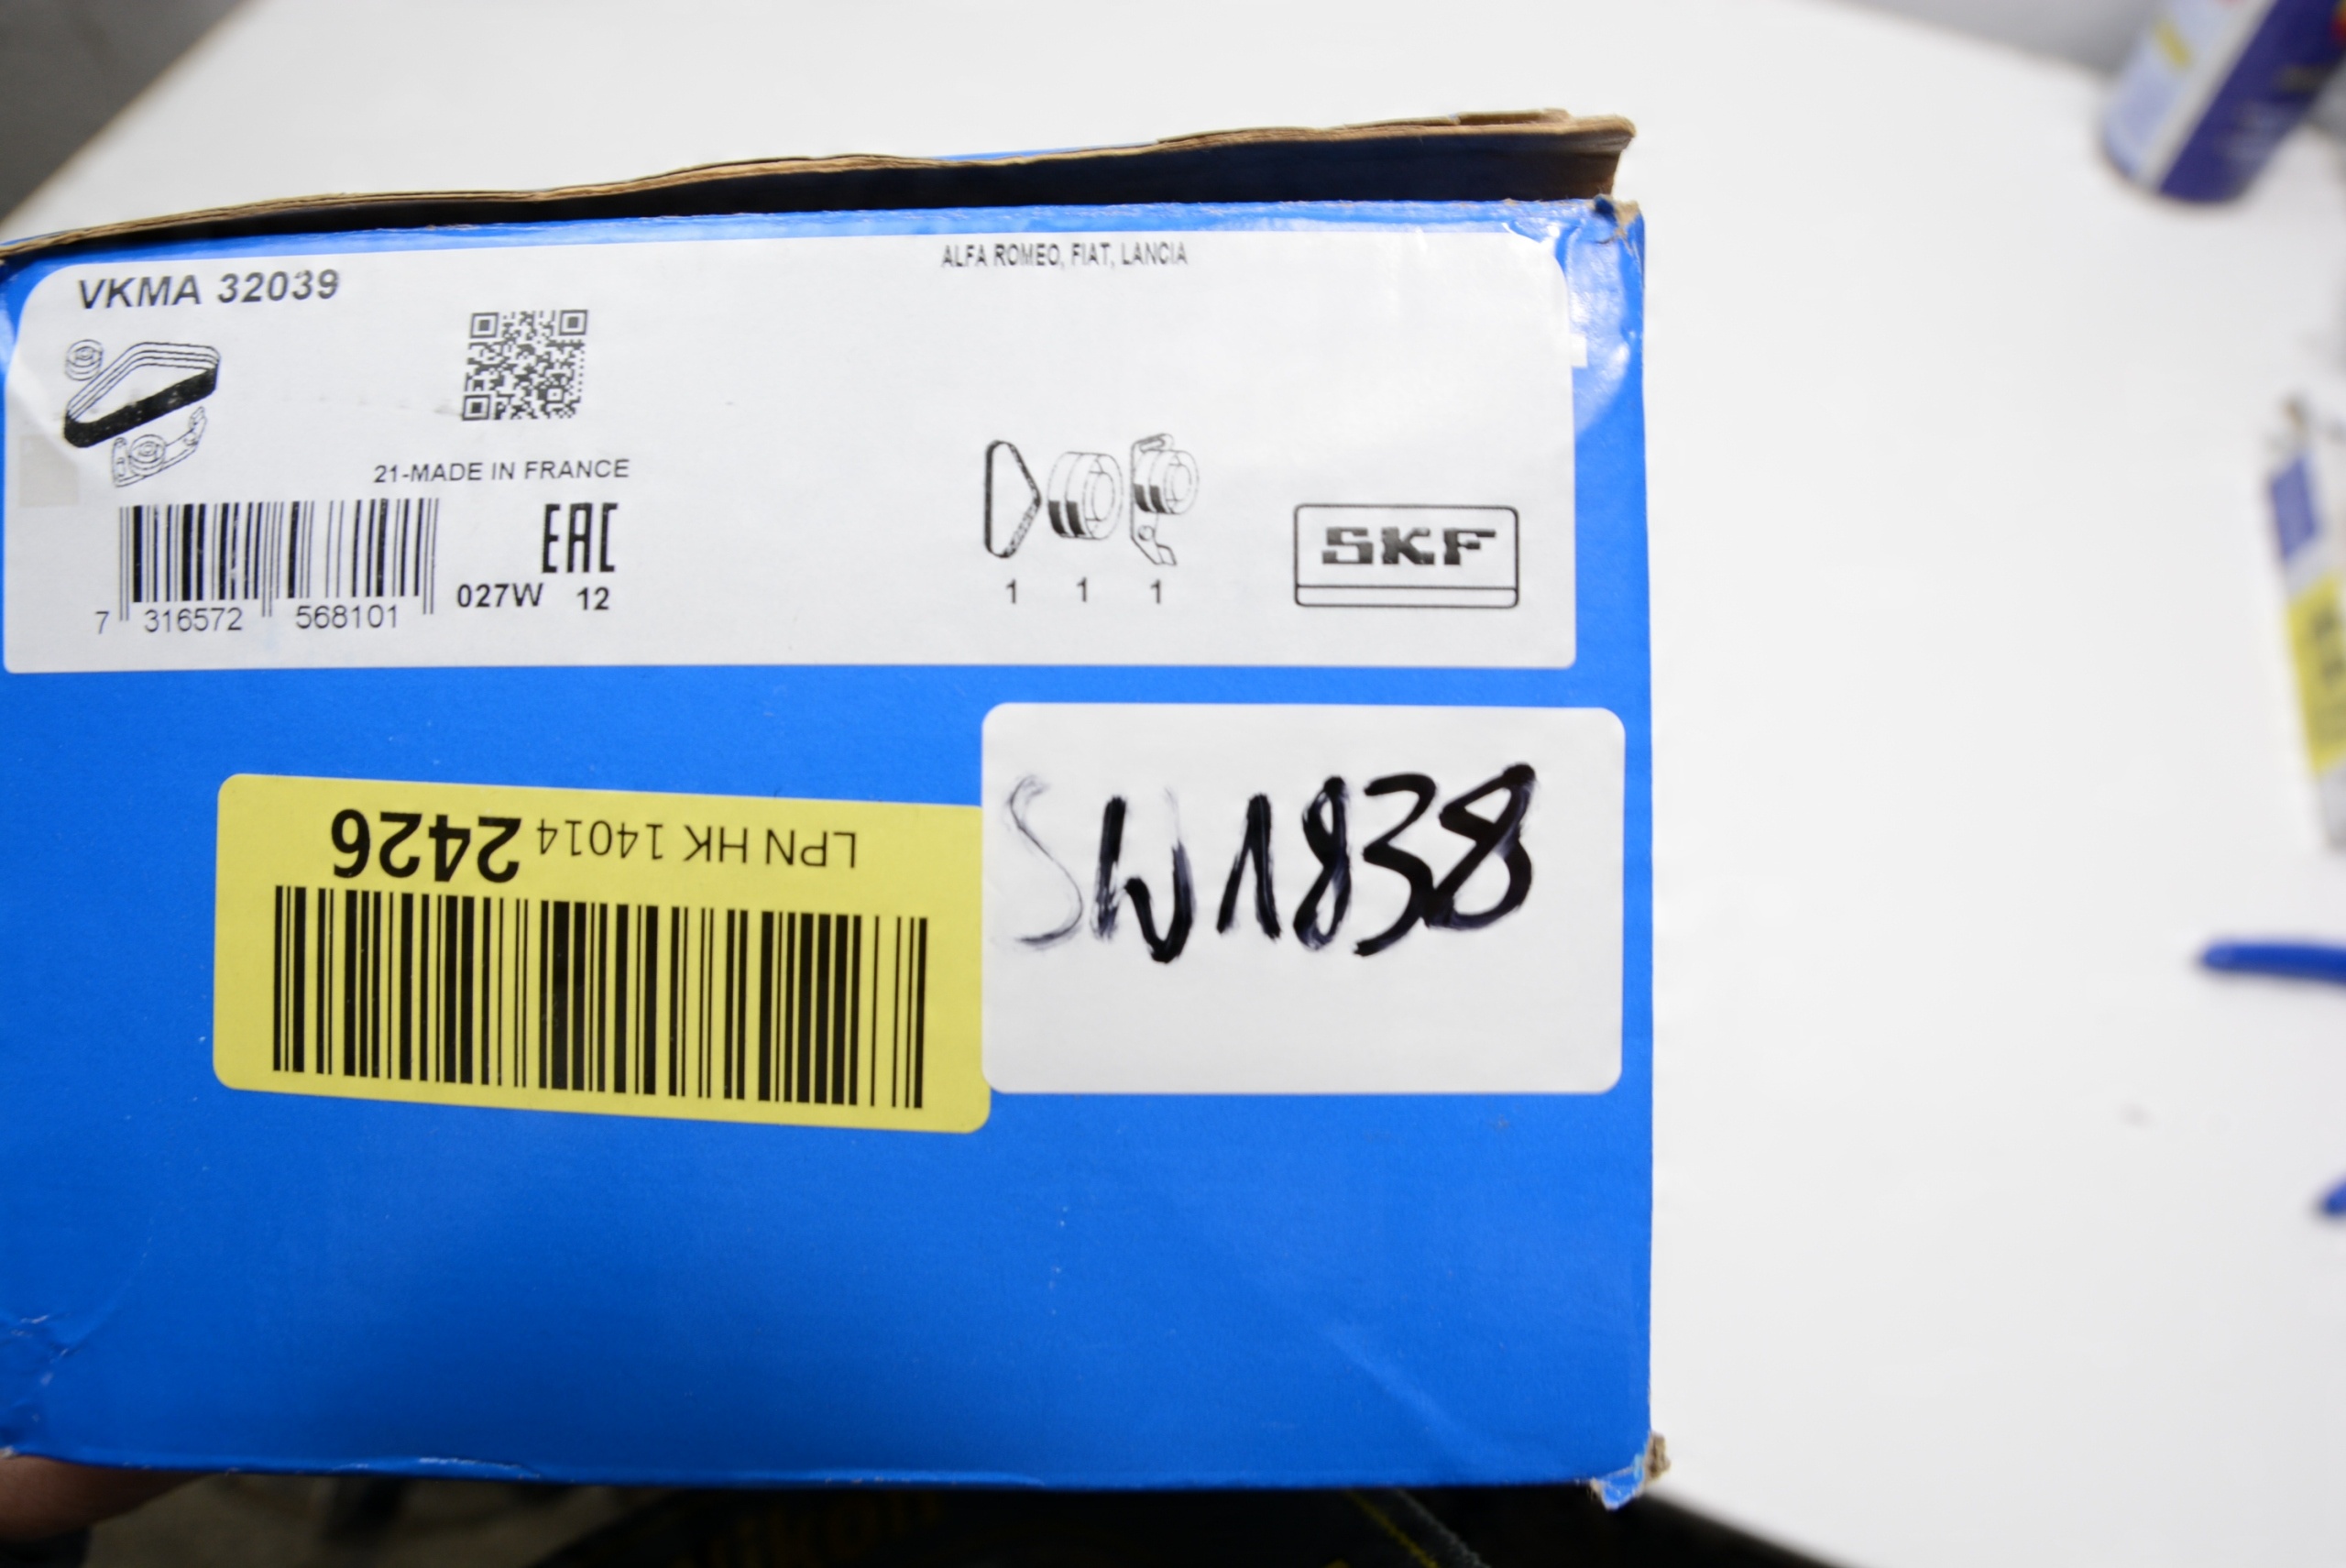 ALFA ROMEO, FIAT, LANCIA
VKMA 32039
21-MADE IN FRANCE
EAC
027W 12
7 316572 568101
1 1 1
SKF
LPN HK 14014 2426
SW1838